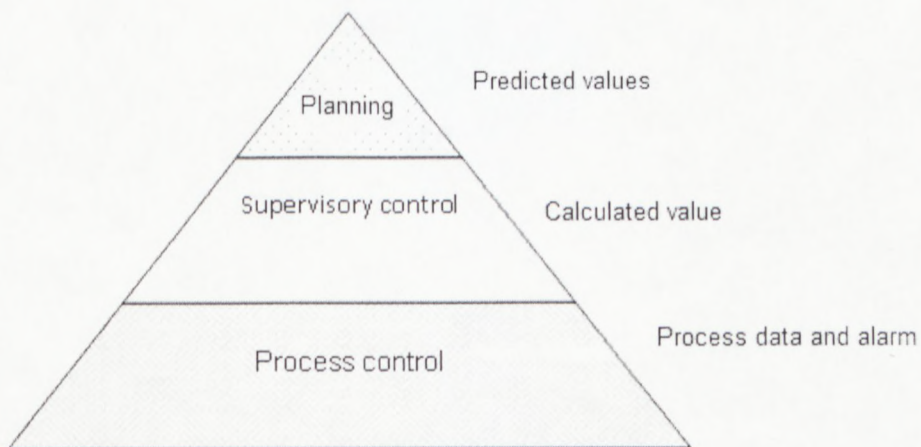 Planning
Predicted values
Supervisory control
Calculated value
Process control
Process data and alarm